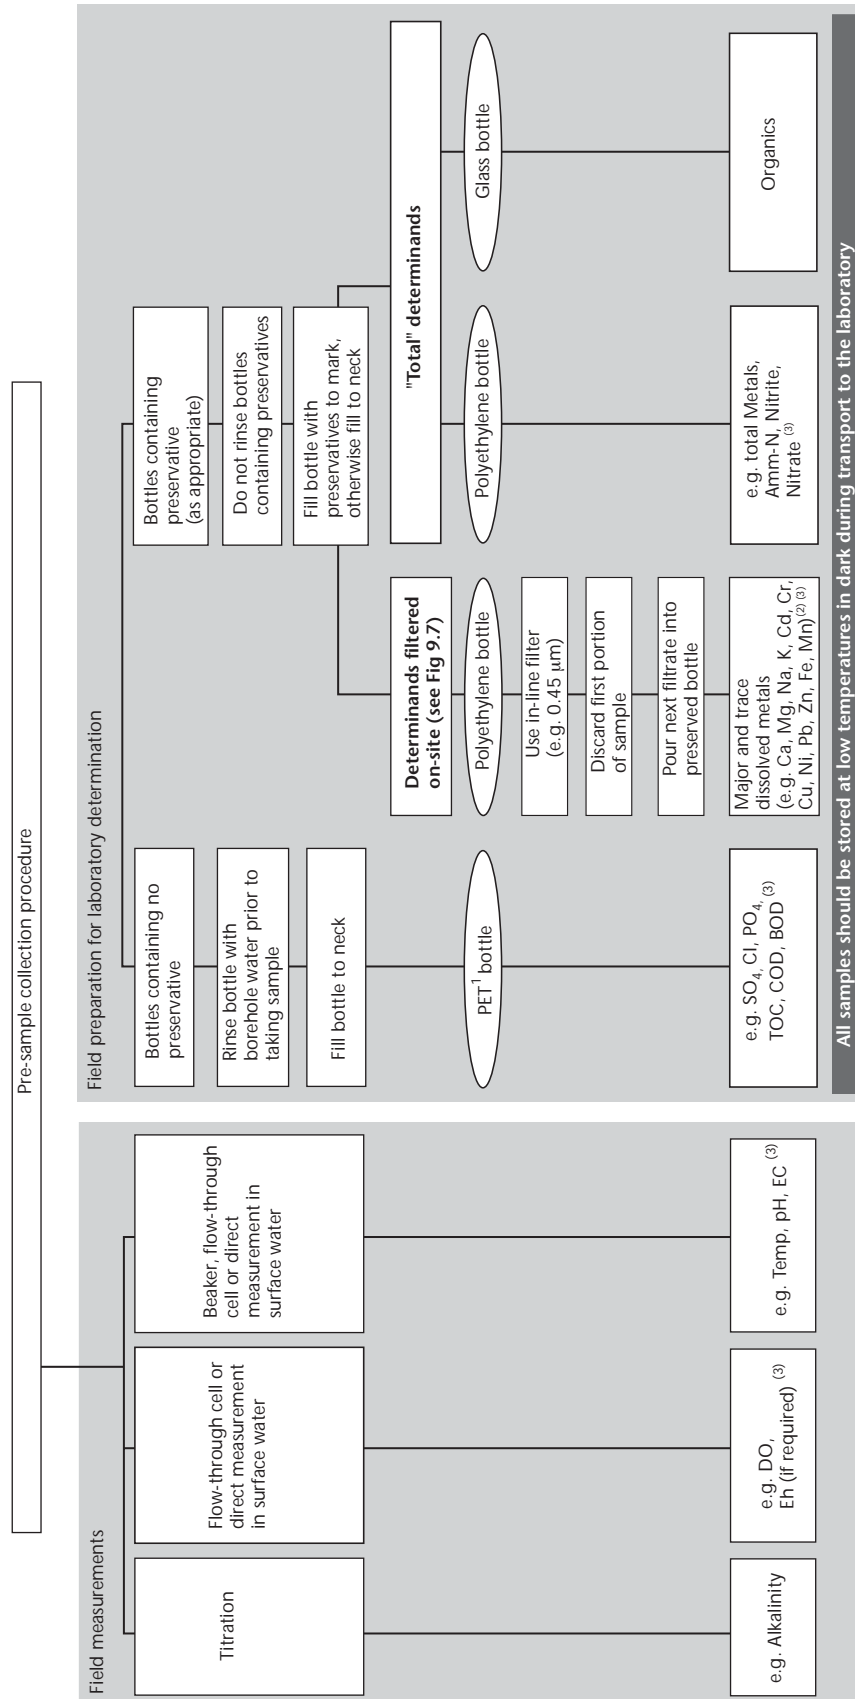 Pre-sample collection procedure
Field measurements
Titration
e.g. Alkalinity
Flow-through cell or
direct measurement
in surface water
e.g. DO,
Eh (if required) (3)
Beaker, flow-through
cell or direct
measurement in
surface water
e.g. Temp, pH, EC (3)
Field preparation for laboratory determination
Bottles containing no
preservative
Rinse bottle with
borehole water prior to
taking sample
Fill bottle to neck
PET1 bottle
e.g. SO4, Cl, PO4, (3)
TOC, COD, BOD
Bottles containing
preservative
(as appropriate)
Do not rinse bottles
containing preservatives
Fill bottle with
preservatives to mark,
otherwise fill to neck
Determinands filtered
on-site (see Fig 9.7)
Polyethylene bottle
Use in-line filter
(e.g. 0.45 µm)
Discard first portion
of sample
Pour next filtrate into
preserved bottle
Major and trace
dissolved metals
(e.g. Ca, Mg, Na, K, Cd, Cr,
Cu, Ni, Pb, Zn, Fe, Mn)(2) (3)
"Total" determinands
Polyethylene bottle
e.g. total Metals,
Amm-N, Nitrite,
Nitrate (3)
Glass bottle
Organics
All samples should be stored at low temperatures in dark during transport to the laboratory